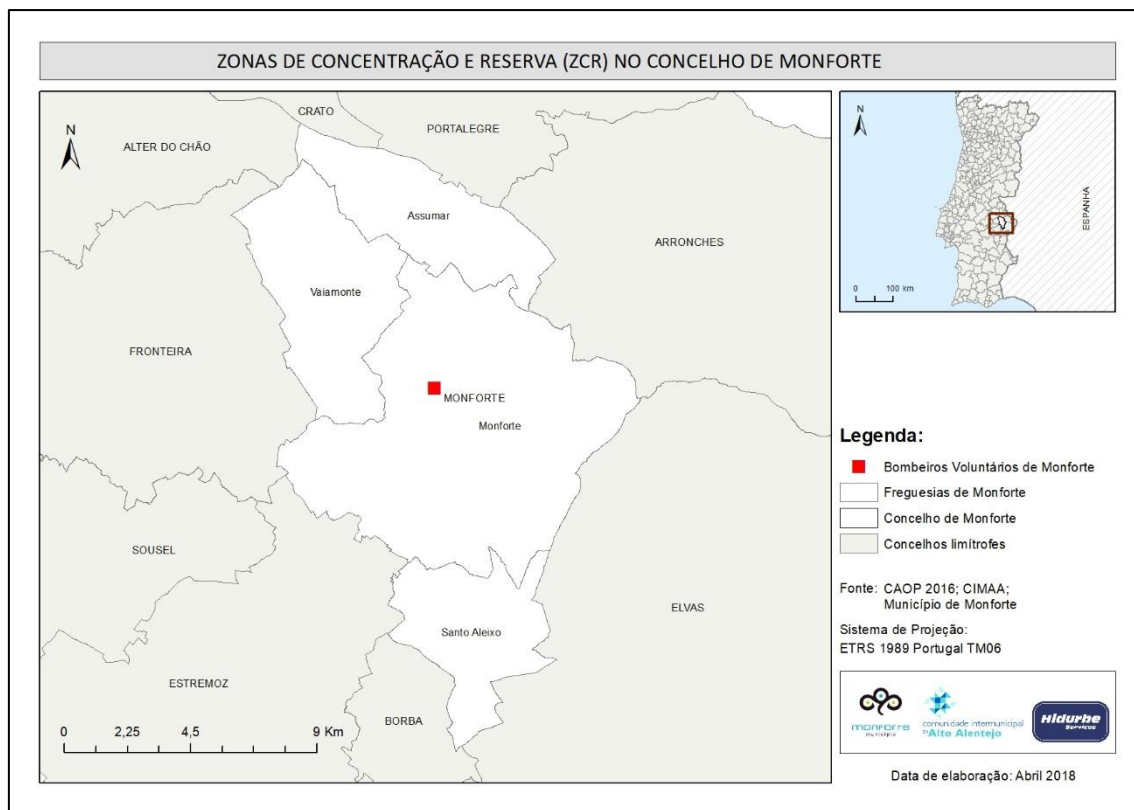 ZONAS DE CONCENTRAÇÃO E RESERVA (ZCR) NO CONCELHO DE MONFORTE
N
CRATO
PORTALEGRE
ALTER DO CHÃO
Assumar
ARRONCHES
Vaiamonte
FRONTEIRA
MONFORTE
Monforte
SOUSEL
ELVAS
Santo Aleixo
ESTREMOZ
BORBA
0 2,25 4,5 9 Km
N
ESPANHA
0 100 km
Legenda:
Bombeiros Voluntários de Monforte
Freguesias de Monforte
Concelho de Monforte
Concelhos limítrofes
Fonte: CAOP 2016; CIMAA;
Município de Monforte
Sistema de Projeção:
ETRS 1989 Portugal TM06
monforte
município
comunidade intermunicipal
do Alto Alentejo
Hidurbe
Serviços
Data de elaboração: Abril 2018